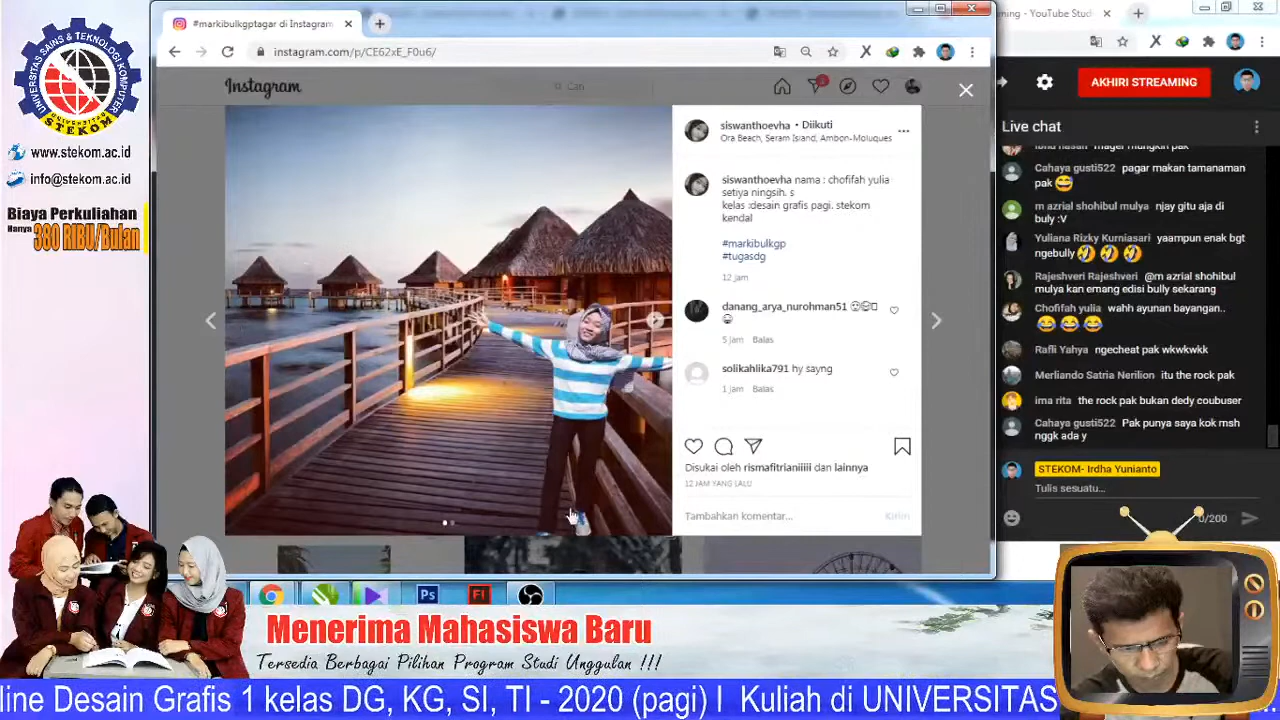 #markibulkgptagar di Instagram
instagram.com/p/CE62xE_F0u6/
ming - YouTube Stud
UNIVERSITAS SAINS & TEKNOLOGI KOMPUTER
STEKOM
www.stekom.ac.id
info@stekom.ac.id
Biaya Perkuliahan
Hanya 380 RIBU/Bulan
Instagram
Cari
siswanthoevha • Diikuti
Ora Beach, Seram Island, Ambon-Moluques
siswanthoevha nama : chofifah yulia
setiya ningsih. s
kelas :desain grafis pagi. stekom
kendal
#markibulkgp
#tugasdg
12 jam
danang_arya_nurohman51
5 jam Balas
solikahlika791 hy sayng
1 jam Balas
Disukai oleh rismafitrianiiiii dan lainnya
12 JAM YANG LALU
Tambahkan komentar...
Kirim
AKHIRI STREAMING
Live chat
Cahaya gusti522 pagar makan tamanaman
pak 😅
m azrial shohibul mulya njay gitu aja di
buly :V
Yuliana Rizky Kurniasari yaampun enak bgt
ngebully 🤣🤣🤣
Rajeshveri Rajeshveri @m azrial shohibul
mulya kan emang edisi bully sekarang
Chofifah yulia wahh ayunan bayangan..
😂😂😂
Rafli Yahya ngecheat pak wkwkwkk
Merliando Satria Nerilion itu the rock pak
ima rita the rock pak bukan dedy coubuser
Cahaya gusti522 Pak punya saya kok msh
nggk ada y
STEKOM- Irdha Yunianto
Tulis sesuatu...
0/200
Ps
Fl
Menerima Mahasiswa Baru
Tersedia Berbagai Pilihan Program Studi Unggulan !!!
line Desain Grafis 1 kelas DG, KG, SI, TI - 2020 (pagi) I Kuliah di UNIVERSITAS